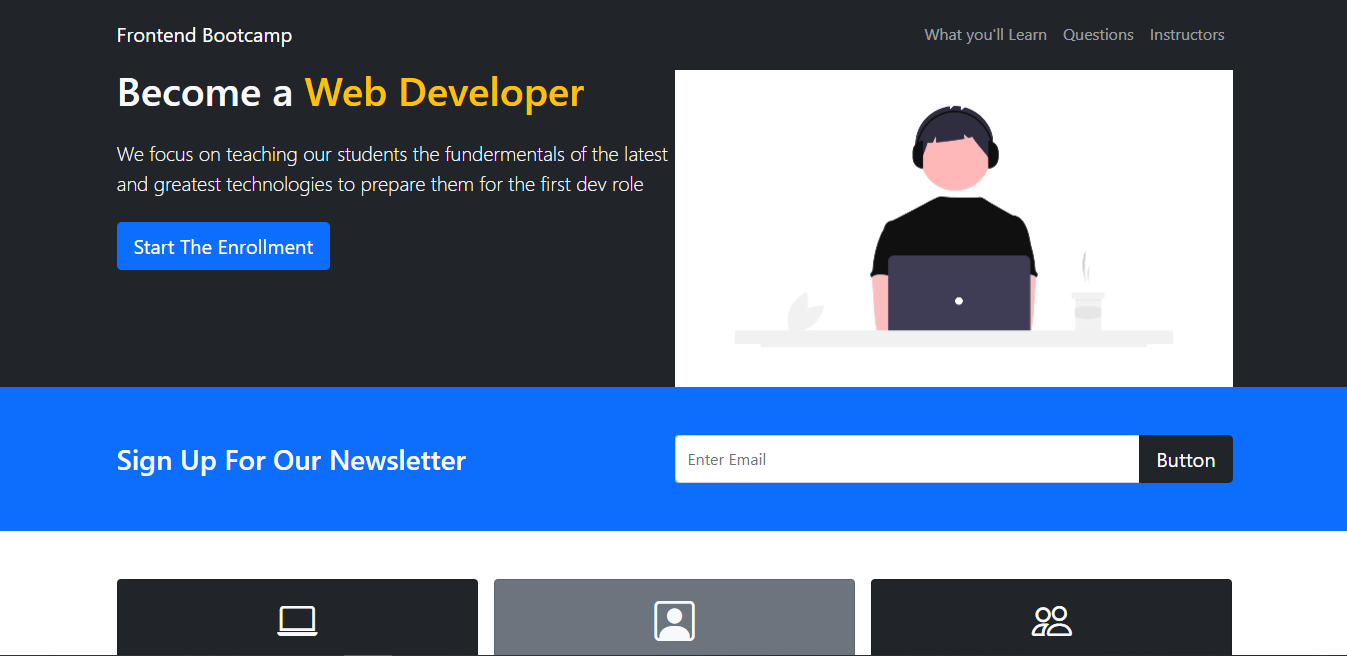 Frontend Bootcamp
What you'll Learn Questions Instructors
Become a Web Developer
We focus on teaching our students the fundermentals of the latest
and greatest technologies to prepare them for the first dev role
Start The Enrollment
Sign Up For Our Newsletter
Enter Email
Button